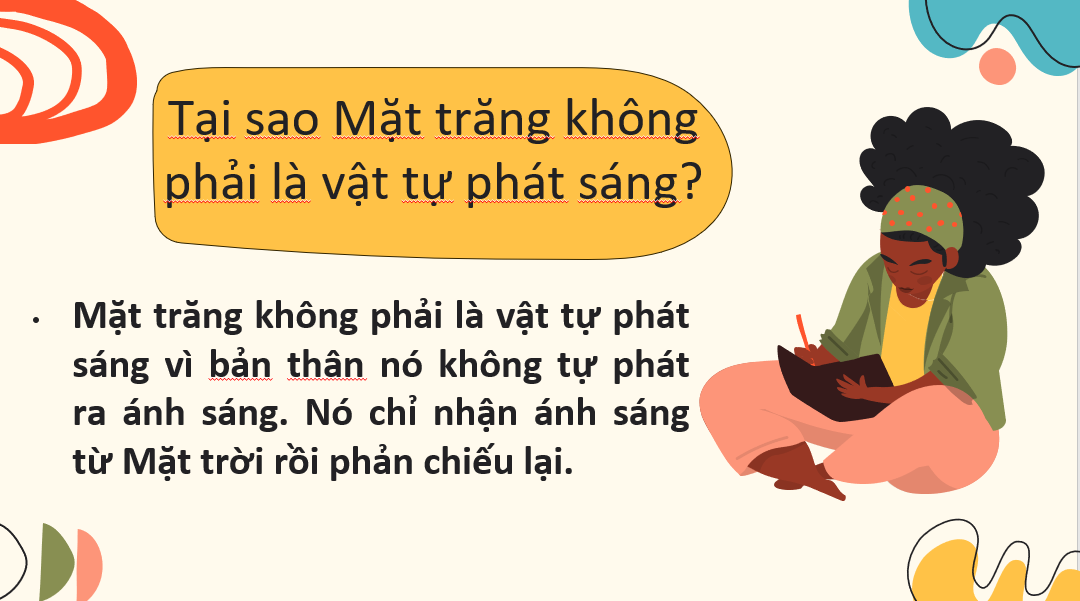 Tại sao Mặt trăng không
phải là vật tự phát sáng?
• Mặt trăng không phải là vật tự phát
sáng vì bản thân nó không tự phát
ra ánh sáng. Nó chỉ nhận ánh sáng
từ Mặt trời rồi phản chiếu lại.